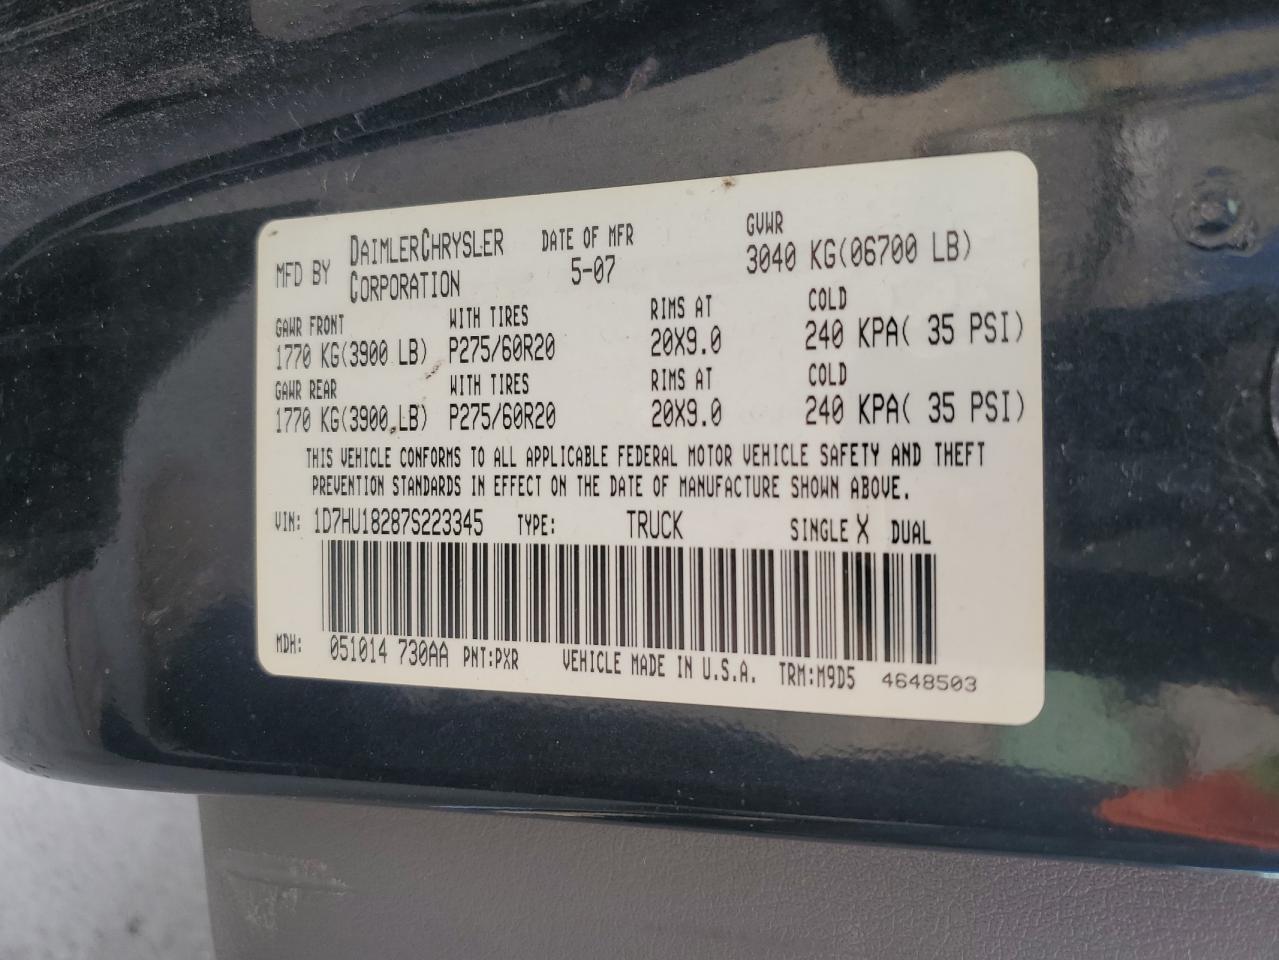 MFD BY DAIMLERCHRYSLER CORPORATION DATE OF MFR 5-07 GVWR 3040 KG(06700 LB)
GAWR FRONT WITH TIRES RIMS AT COLD
1770 KG(3900 LB) P275/60R20 20X9.0 240 KPA( 35 PSI)
GAWR REAR WITH TIRES RIMS AT COLD
1770 KG(3900 LB) P275/60R20 20X9.0 240 KPA( 35 PSI)
THIS VEHICLE CONFORMS TO ALL APPLICABLE FEDERAL MOTOR VEHICLE SAFETY AND THEFT
PREVENTION STANDARDS IN EFFECT ON THE DATE OF MANUFACTURE SHOWN ABOVE.
VIN: 1D7HU18287S223345 TYPE: TRUCK SINGLE X DUAL
MDH: 051014 730AA PNT:PXR VEHICLE MADE IN U.S.A. TRM:M9D5 4648503